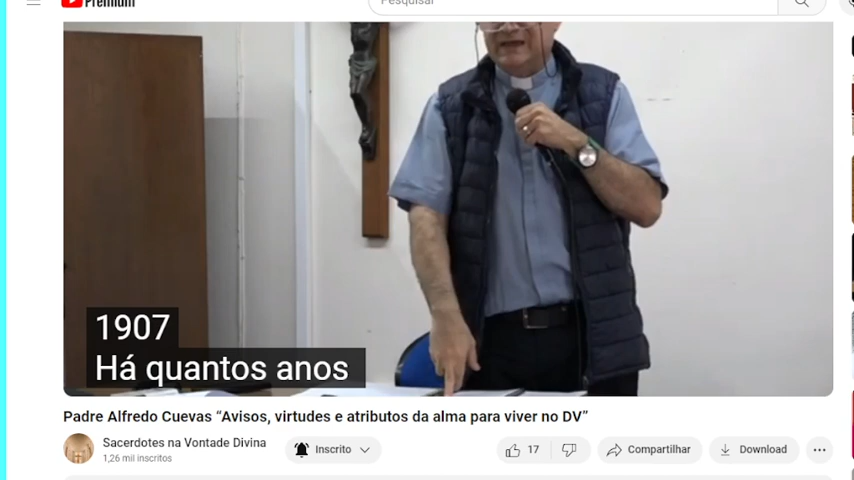 Premium
Pesquisar
1907
Há quantos anos
Padre Alfredo Cuevas “Avisos, virtudes e atributos da alma para viver no DV”
Sacerdotes na Vontade Divina
1,26 mil inscritos
Inscrito
17
Compartilhar
Download